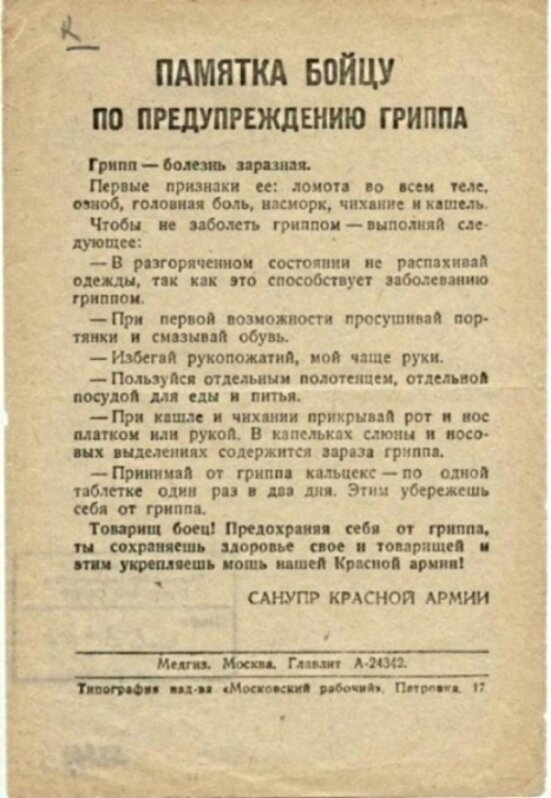 ПАМЯТКА БОЙЦУ
ПО ПРЕДУПРЕЖДЕНИЮ ГРИППА
Грипп — болезнь заразная.
Первые признаки ее: ломота во всем теле,
озноб, головная боль, насморк, чихание и кашель.
Чтобы не заболеть гриппом — выполняй сле-
дующее:
— В разгоряченном состоянии не распахивай
одежды, так как это способствует заболеванию
гриппом.
— При первой возможности просушивай пор-
тянки и смазывай обувь.
— Избегай рукопожатий, мой чаще руки.
— Пользуйся отдельным полотенцем, отдельной
посудой для еды и питья.
— При кашле и чихании прикрывай рот и нос
платком или рукой. В капельках слюны и носо-
вых выделениях содержится зараза гриппа.
— Принимай от гриппа кальцекс — по одной
таблетке один раз в два дня. Этим убережешь
себя от гриппа.
Товарищ боец! Предохраняя себя от гриппа,
ты сохраняешь здоровье свое и товарищей и
этим укрепляешь мощь нашей Красной армии!
САНУПР КРАСНОЙ АРМИИ
Медгиз. Москва. Главлит А-24342.
Типография изд-ва «Московский рабочий», Петровка, 17